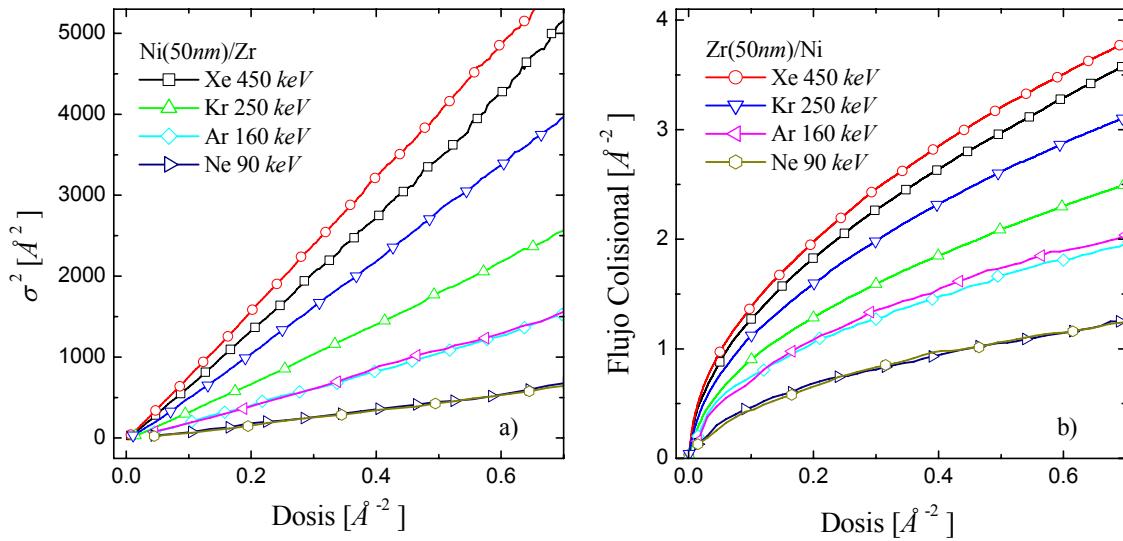 Ni(50nm)/Zr
Xe 450 keV
Kr 250 keV
Ar 160 keV
Ne 90 keV
5000
4000
3000
2000
1000
0
σ² [Å²]
0.0 0.2 0.4 0.6
Dosis [Å⁻²]
a)
Zr(50nm)/Ni
Xe 450 keV
Kr 250 keV
Ar 160 keV
Ne 90 keV
4
3
2
1
0
Flujo Colisional [Å⁻²]
0.0 0.2 0.4 0.6
Dosis [Å⁻²]
b)